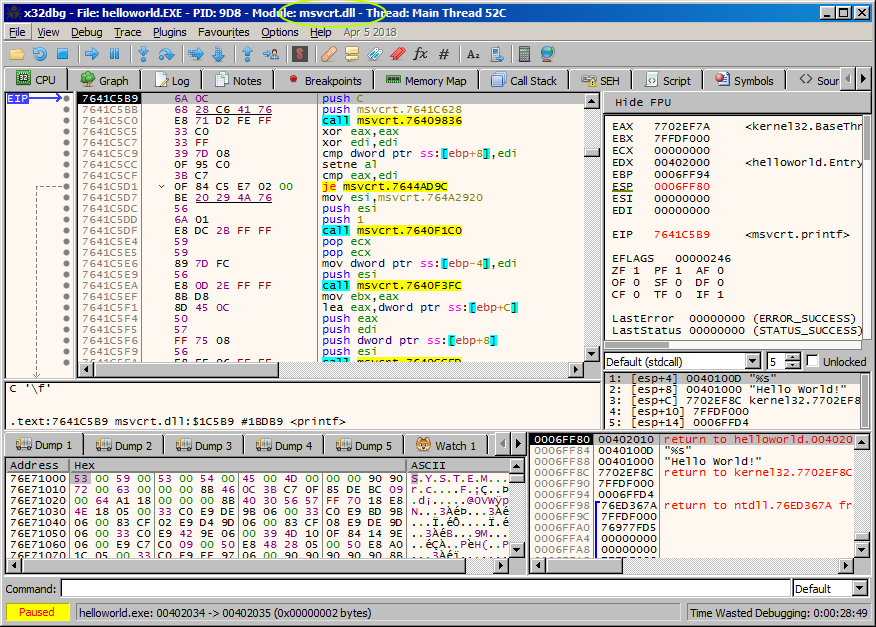 x32dbg - File: helloworld.EXE - PID: 9D8 - Module: msvcrt.dll - Thread: Main Thread 52C
File View Debug Trace Plugins Favourites Options Help Apr 5 2018
CPU Graph Log Notes Breakpoints Memory Map Call Stack SEH Script Symbols Sour
EIP
7641C5B9 6A 0C push C
7641C5BB 68 28 C6 41 76 push msvcrt.7641C628
7641C5C0 E8 71 D2 FE FF call msvcrt.76409836
7641C5C5 33 C0 xor eax,eax
7641C5C7 33 FF xor edi,edi
7641C5C9 39 7D 08 cmp dword ptr ss:[ebp+8],edi
7641C5CC 0F 95 C0 setne al
7641C5CF 3B C7 cmp eax,edi
7641C5D1 0F 84 C5 E7 02 00 je msvcrt.7644AD9C
7641C5D7 BE 20 29 4A 76 mov esi,msvcrt.764A2920
7641C5DC 56 push esi
7641C5DD 6A 01 push 1
7641C5DF E8 DC 2B FF FF call msvcrt.7640F1C0
7641C5E4 59 pop ecx
7641C5E5 59 pop ecx
7641C5E6 89 7D FC mov dword ptr ss:[ebp-4],edi
7641C5E9 56 push esi
7641C5EA E8 0D 2E FF FF call msvcrt.7640F3FC
7641C5EF 8B D8 mov ebx,eax
7641C5F1 8D 45 0C lea eax,dword ptr ss:[ebp+C]
7641C5F4 50 push eax
7641C5F5 57 push edi
7641C5F6 FF 75 08 push dword ptr ss:[ebp+8]
7641C5F9 56 push esi
Hide FPU
EAX 7702EF7A <kernel32.BaseThr
EBX 7FFDF000
ECX 00000000
EDX 00402000 <helloworld.Entry
EBP 0006FF94
ESP 0006FF80
ESI 00000000
EDI 00000000
EIP 7641C5B9 <msvcrt.printf>
EFLAGS 00000246
ZF 1 PF 1 AF 0
OF 0 SF 0 DF 0
CF 0 TF 0 IF 1
LastError 00000000 (ERROR_SUCCESS)
LastStatus 00000000 (STATUS_SUCCESS)
Default (stdcall) 5 Unlocked
1: [esp+4] 0040100D "%s"
2: [esp+8] 00401000 "Hello World!"
3: [esp+C] 7702EF8C kernel32.7702EF8
4: [esp+10] 7FFDF000
5: [esp+14] 0006FFD4
C '\f'
.text:7641C5B9 msvcrt.dll:$1C5B9 #1BDB9 <printf>
Dump 1 Dump 2 Dump 3 Dump 4 Dump 5 Watch 1
Address Hex ASCII
76E71000 53 00 59 00 53 00 54 00 45 00 4D 00 00 00 90 90 S.Y.S.T.E.M.....
76E71010 72 00 63 00 00 00 8B 46 0C 3B C7 0F 85 DE BC 09
76E71020 00 64 A1 18 00 00 00 8B 40 30 56 57 FF 70 18 E8
76E71030 4E 18 05 00 33 C0 E9 DE 9B 06 00 33 C0 E9 BD 9B
76E71040 06 00 83 CF 02 E9 D4 9D 06 00 83 CF 08 E9 DE 9D
76E71050 06 00 33 C0 E9 42 9E 06 00 39 4D 10 0F 84 14 9E
76E71060 06 00 E9 C7 C0 09 00 50 E8 48 28 05 00 50 E8 A0
76E71070
0006FF80 00402010 return to helloworld.004020
0006FF84 0040100D "%s"
0006FF88 00401000 "Hello World!"
0006FF8C 7702EF8C return to kernel32.7702EF8C
0006FF90 7FFDF000
0006FF94 0006FFD4
0006FF98 76ED367A return to ntdll.76ED367A fr
0006FF9C 7FFDF000
0006FFA0 76977FD5
0006FFA4 00000000
0006FFA8 00000000
Command: Default
Paused helloworld.exe: 00402034 -> 00402035 (0x00000002 bytes) Time Wasted Debugging: 0:00:28:49